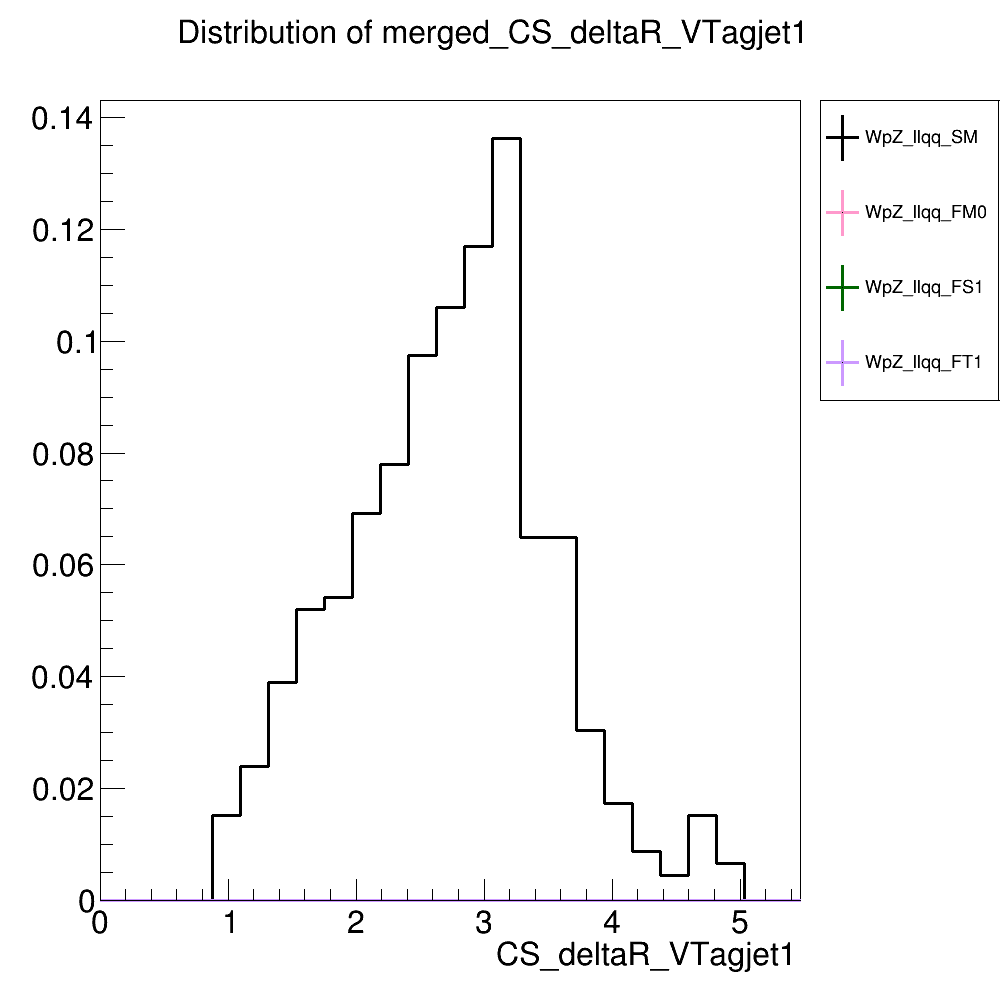 Distribution of merged_CS_deltaR_VTagjet1
0.14
0.12
0.1
0.08
0.06
0.04
0.02
0
0 1 2 3 4 5
CS_deltaR_VTagjet1
WpZ_llqq_SM
WpZ_llqq_FM0
WpZ_llqq_FS1
WpZ_llqq_FT1